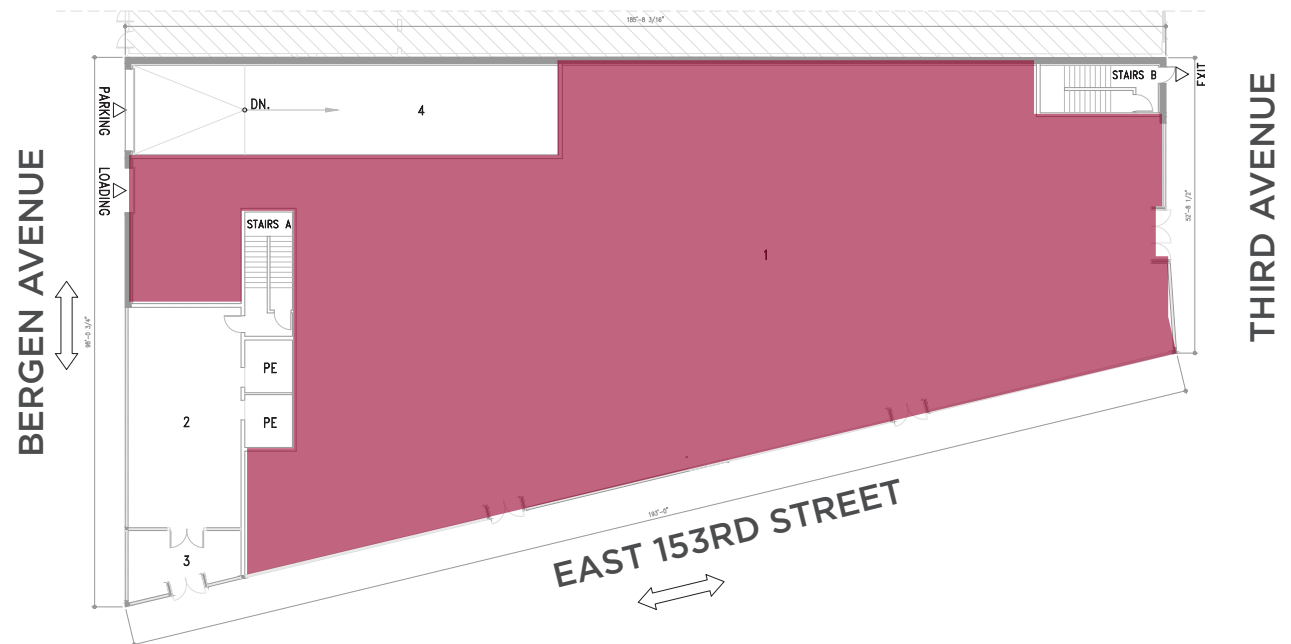 185'-8 3/16"
STAIRS B
EXIT
PARKING
DN.
4
LOADING
THIRD AVENUE
52'-8 1/2"
BERGEN AVENUE
STAIRS A
1
98'-0 3/4"
PE
2
PE
193'-0"
EAST 153RD STREET
3